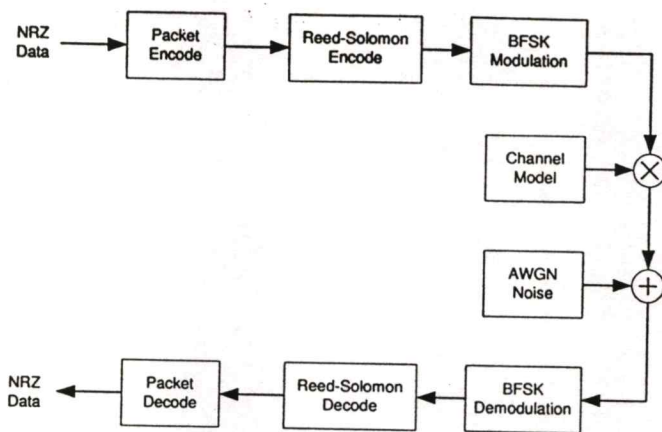 NRZ
Data
Packet
Encode
Reed-Solomon
Encode
BFSK
Modulation
Channel
Model
AWGN
Noise
NRZ
Data
Packet
Decode
Reed-Solomon
Decode
BFSK
Demodulation